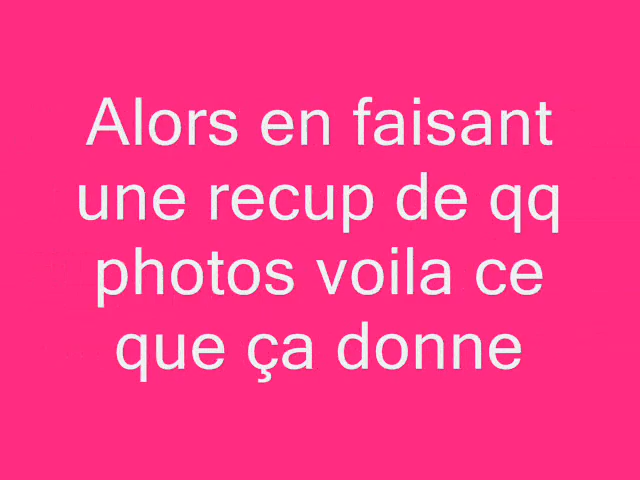 Alors en faisant
une recup de qq
photos voila ce
que ça donne